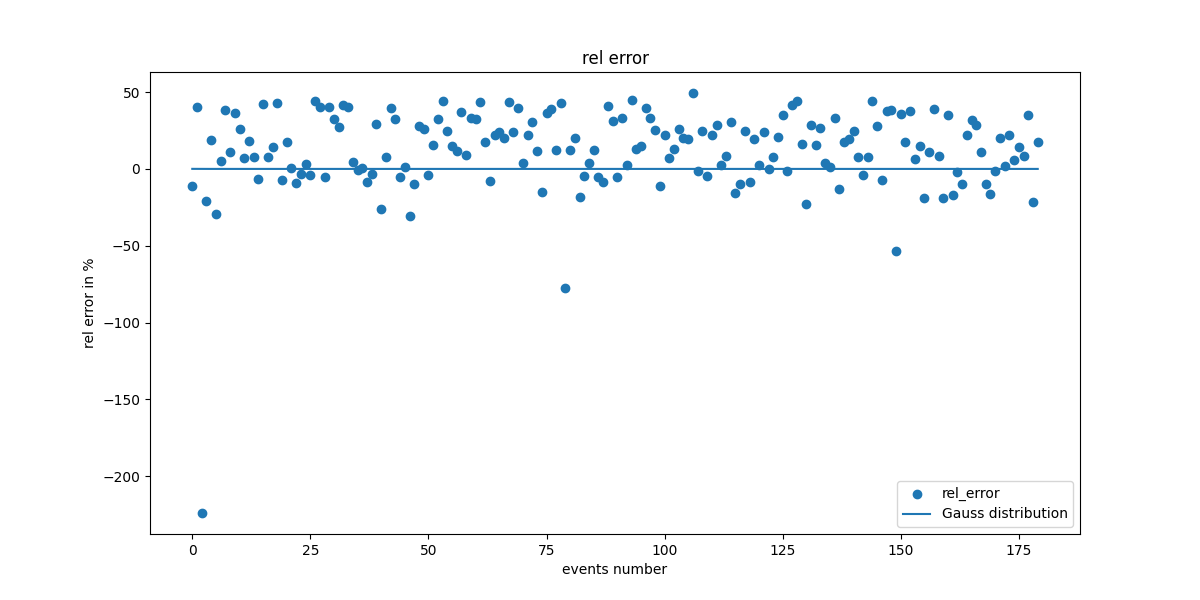 rel error
50
0
−50
−100
−150
−200
rel error in %
0 25 50 75 100 125 150 175
events number
rel_error
Gauss distribution